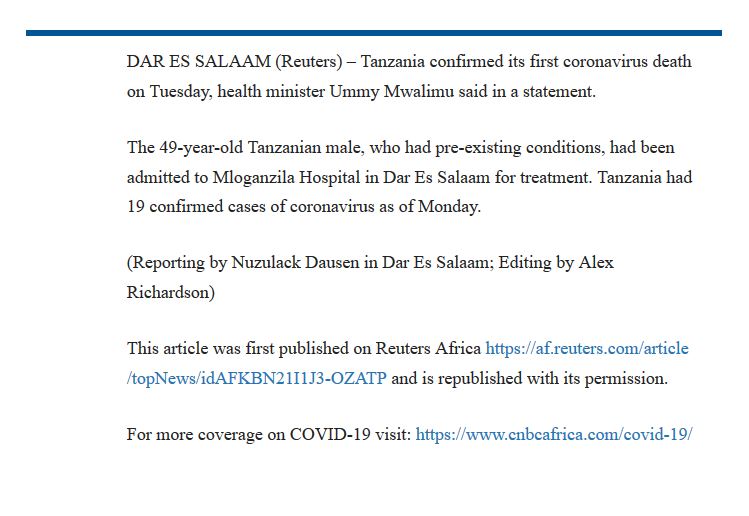 DAR ES SALAAM (Reuters) – Tanzania confirmed its first coronavirus death
on Tuesday, health minister Ummy Mwalimu said in a statement.
The 49-year-old Tanzanian male, who had pre-existing conditions, had been
admitted to Mloganzila Hospital in Dar Es Salaam for treatment. Tanzania had
19 confirmed cases of coronavirus as of Monday.
(Reporting by Nuzulack Dausen in Dar Es Salaam; Editing by Alex
Richardson)
This article was first published on Reuters Africa https://af.reuters.com/article
/topNews/idAFKBN21I1J3-OZATP and is republished with its permission.
For more coverage on COVID-19 visit: https://www.cnbcafrica.com/covid-19/